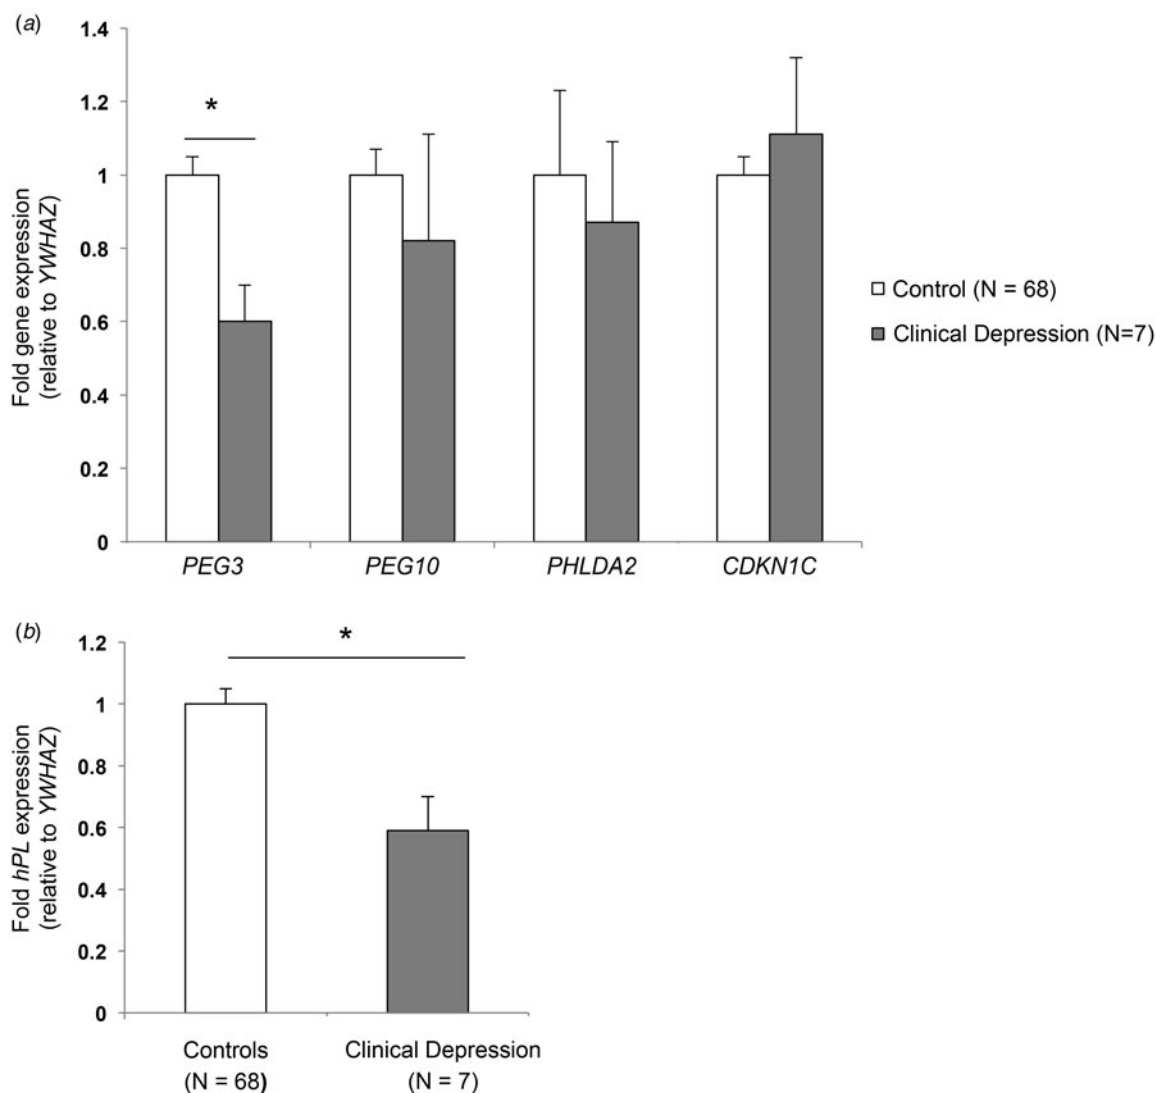 (a)
1.4
1.2
1
0.8
0.6
0.4
0.2
0
Fold gene expression
(relative to YWHAZ)
*
PEG3
PEG10
PHLDA2
CDKN1C
Control (N = 68)
Clinical Depression (N=7)
(b)
1.2
1
0.8
0.6
0.4
0.2
0
Fold hPL expression
(relative to YWHAZ)
*
Controls
(N = 68)
Clinical Depression
(N = 7)